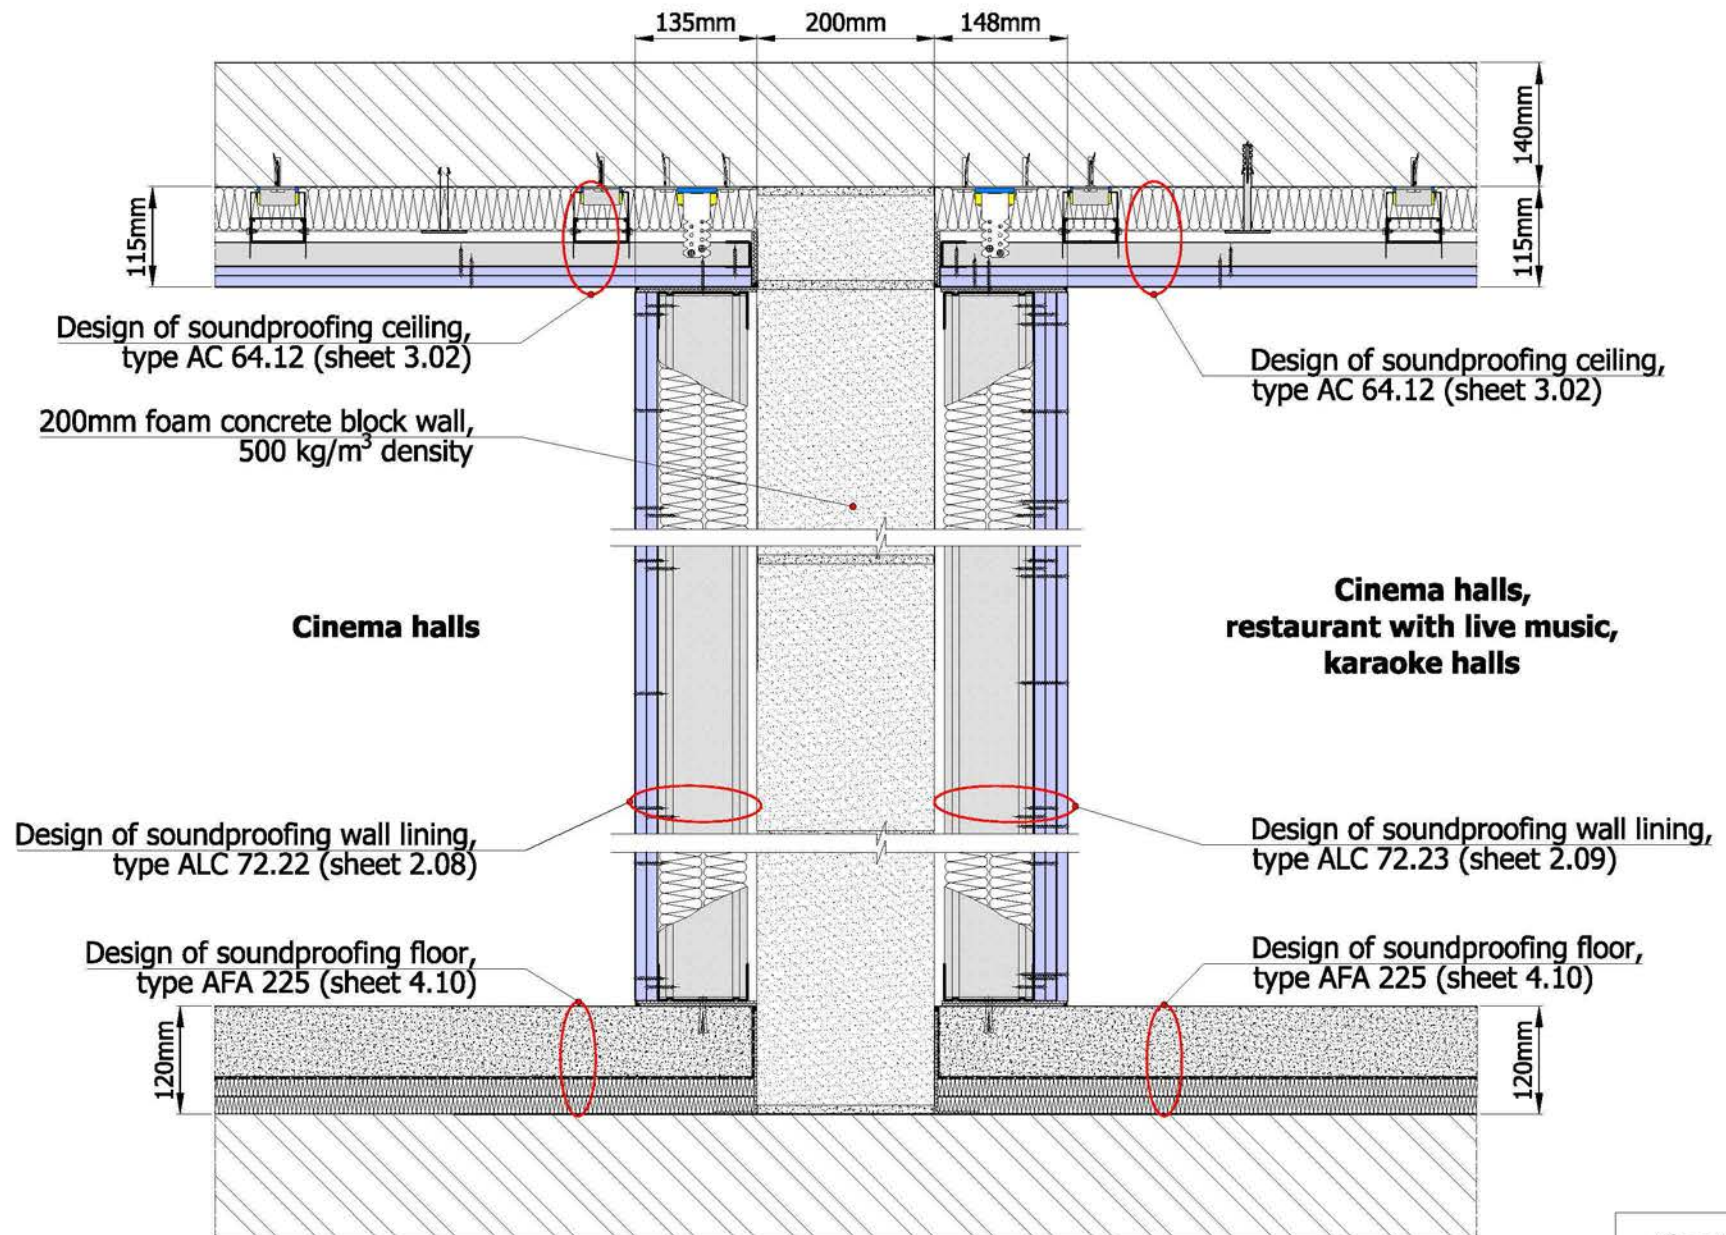 135mm
200mm
148mm
140mm
115mm
115mm
Design of soundproofing ceiling,
type AC 64.12 (sheet 3.02)
Design of soundproofing ceiling,
type AC 64.12 (sheet 3.02)
200mm foam concrete block wall,
500 kg/m³ density
Cinema halls
Cinema halls,
restaurant with live music,
karaoke halls
Design of soundproofing wall lining,
type ALC 72.22 (sheet 2.08)
Design of soundproofing wall lining,
type ALC 72.23 (sheet 2.09)
Design of soundproofing floor,
type AFA 225 (sheet 4.10)
Design of soundproofing floor,
type AFA 225 (sheet 4.10)
120mm
120mm